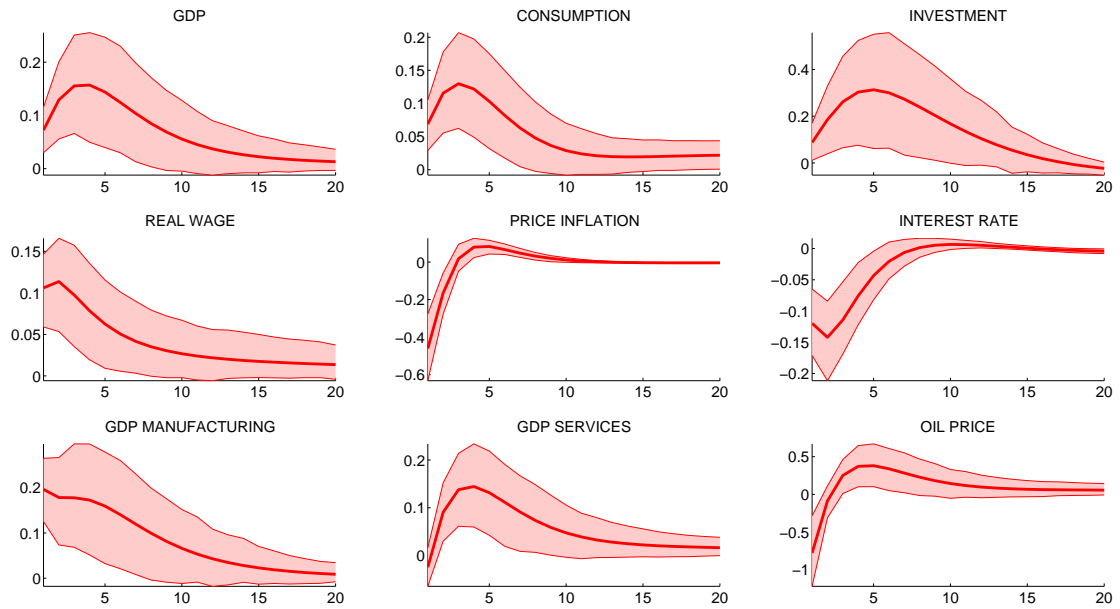 GDP
CONSUMPTION
INVESTMENT
0.2
0.1
0
5 10 15 20
0.2
0.15
0.1
0.05
0
5 10 15 20
0.4
0.2
0
5 10 15 20
REAL WAGE
PRICE INFLATION
INTEREST RATE
0.15
0.1
0.05
0
5 10 15 20
0
−0.2
−0.4
−0.6
5 10 15 20
0
−0.05
−0.1
−0.15
−0.2
5 10 15 20
GDP MANUFACTURING
GDP SERVICES
OIL PRICE
0.2
0.1
0
5 10 15 20
0.2
0.1
0
5 10 15 20
0.5
0
−0.5
−1
5 10 15 20